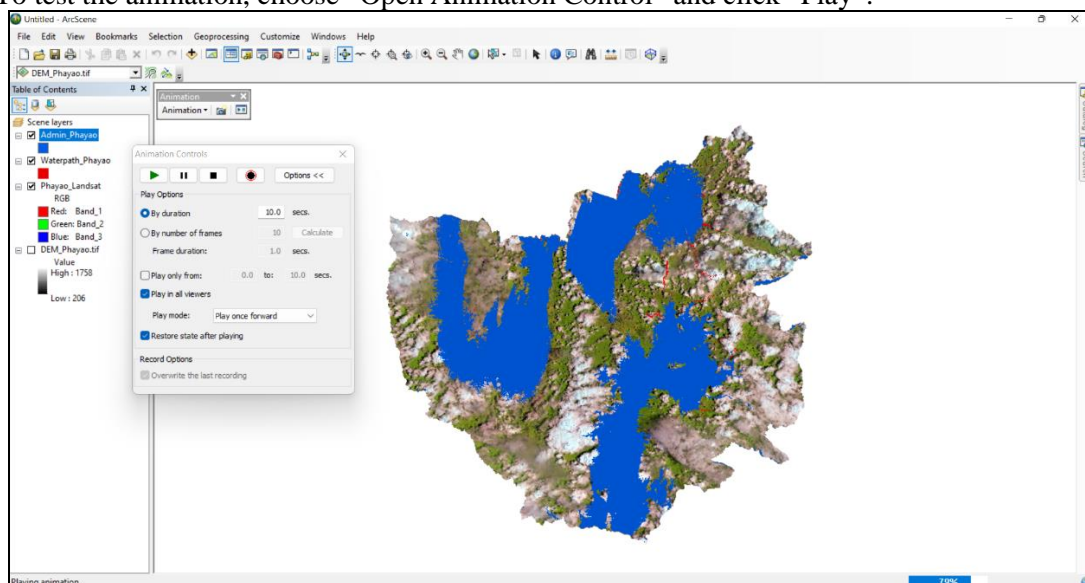 To test the animation, choose "Open Animation Control" and click "Play".
Untitled - ArcScene
File Edit View Bookmarks Selection Geoprocessing Customize Windows Help
DEM_Phayao.tif
Table of Contents
Scene layers
Admin_Phayao
Waterpath_Phayao
Phayao_Landsat
RGB
Red: Band_1
Green: Band_2
Blue: Band_3
DEM_Phayao.tif
Value
High : 1758
Low : 206
Animation
Animation
Animation Controls
Options <<
Play Options
By duration 10.0 secs.
By number of frames 10 Calculate
Frame duration: 1.0 secs.
Play only from: 0.0 to: 10.0 secs.
Play in all viewers
Play mode: Play once forward
Restore state after playing
Record Options
Overwrite the last recording
Playing animation
79%